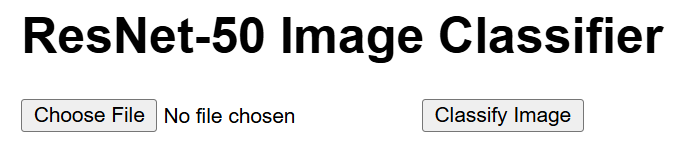 ResNet-50 Image Classifier
Choose File No file chosen Classify Image